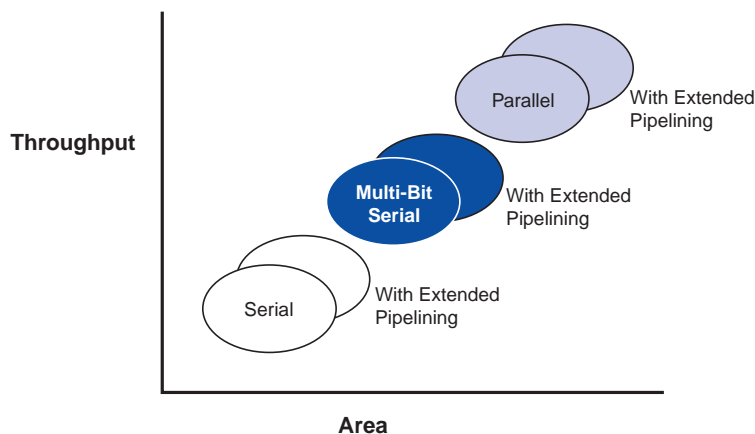 Parallel
With Extended
Pipelining
Throughput
Multi-Bit
Serial
With Extended
Pipelining
Serial
With Extended
Pipelining
Area